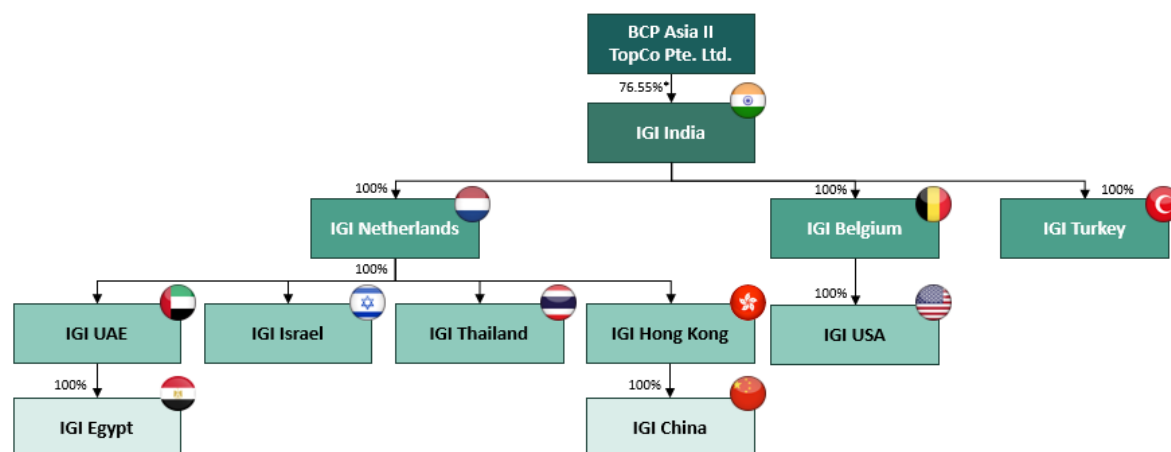 BCP Asia II
TopCo Pte. Ltd.
76.55%*
IGI India
100%
100%
100%
IGI Netherlands
IGI Belgium
IGI Turkey
100%
100%
IGI UAE
IGI Israel
IGI Thailand
IGI Hong Kong
IGI USA
100%
100%
IGI Egypt
IGI China